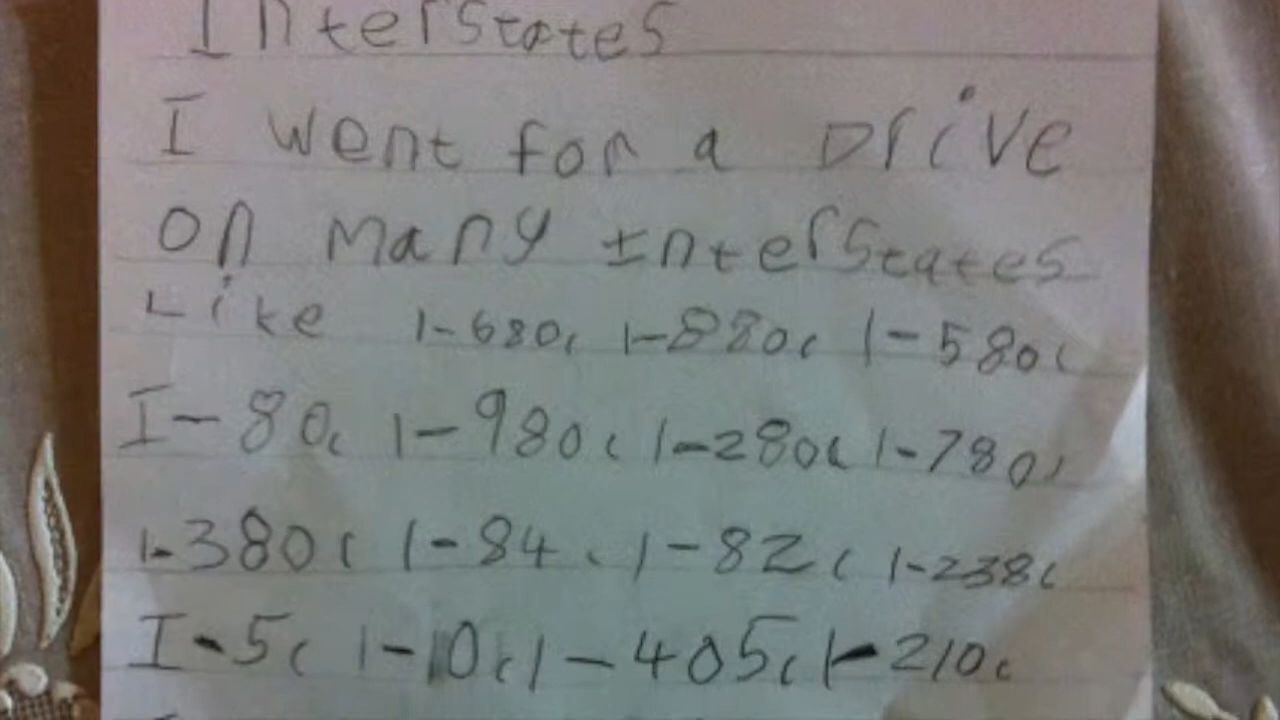 Interstates
I went for a Drive
on many Interstates
Like I-680, I-880, I-580,
I-80, I-980, I-280, I-780,
I-380, I-84, I-82, I-238,
I-5, I-10, I-405, I-210,